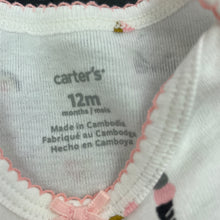 carter's®
12m
months / mois
Made in Cambodia
Fabriqué au Cambodge
Hecho en Camboya